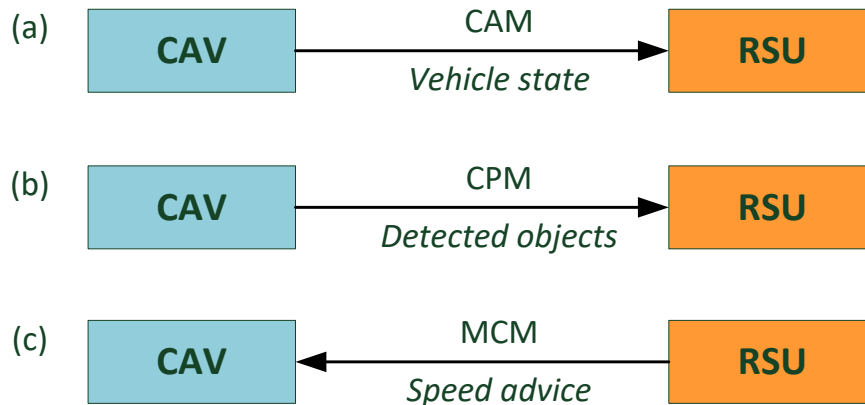 (a)
CAV
CAM
Vehicle state
RSU
(b)
CAV
CPM
Detected objects
RSU
(c)
CAV
MCM
Speed advice
RSU